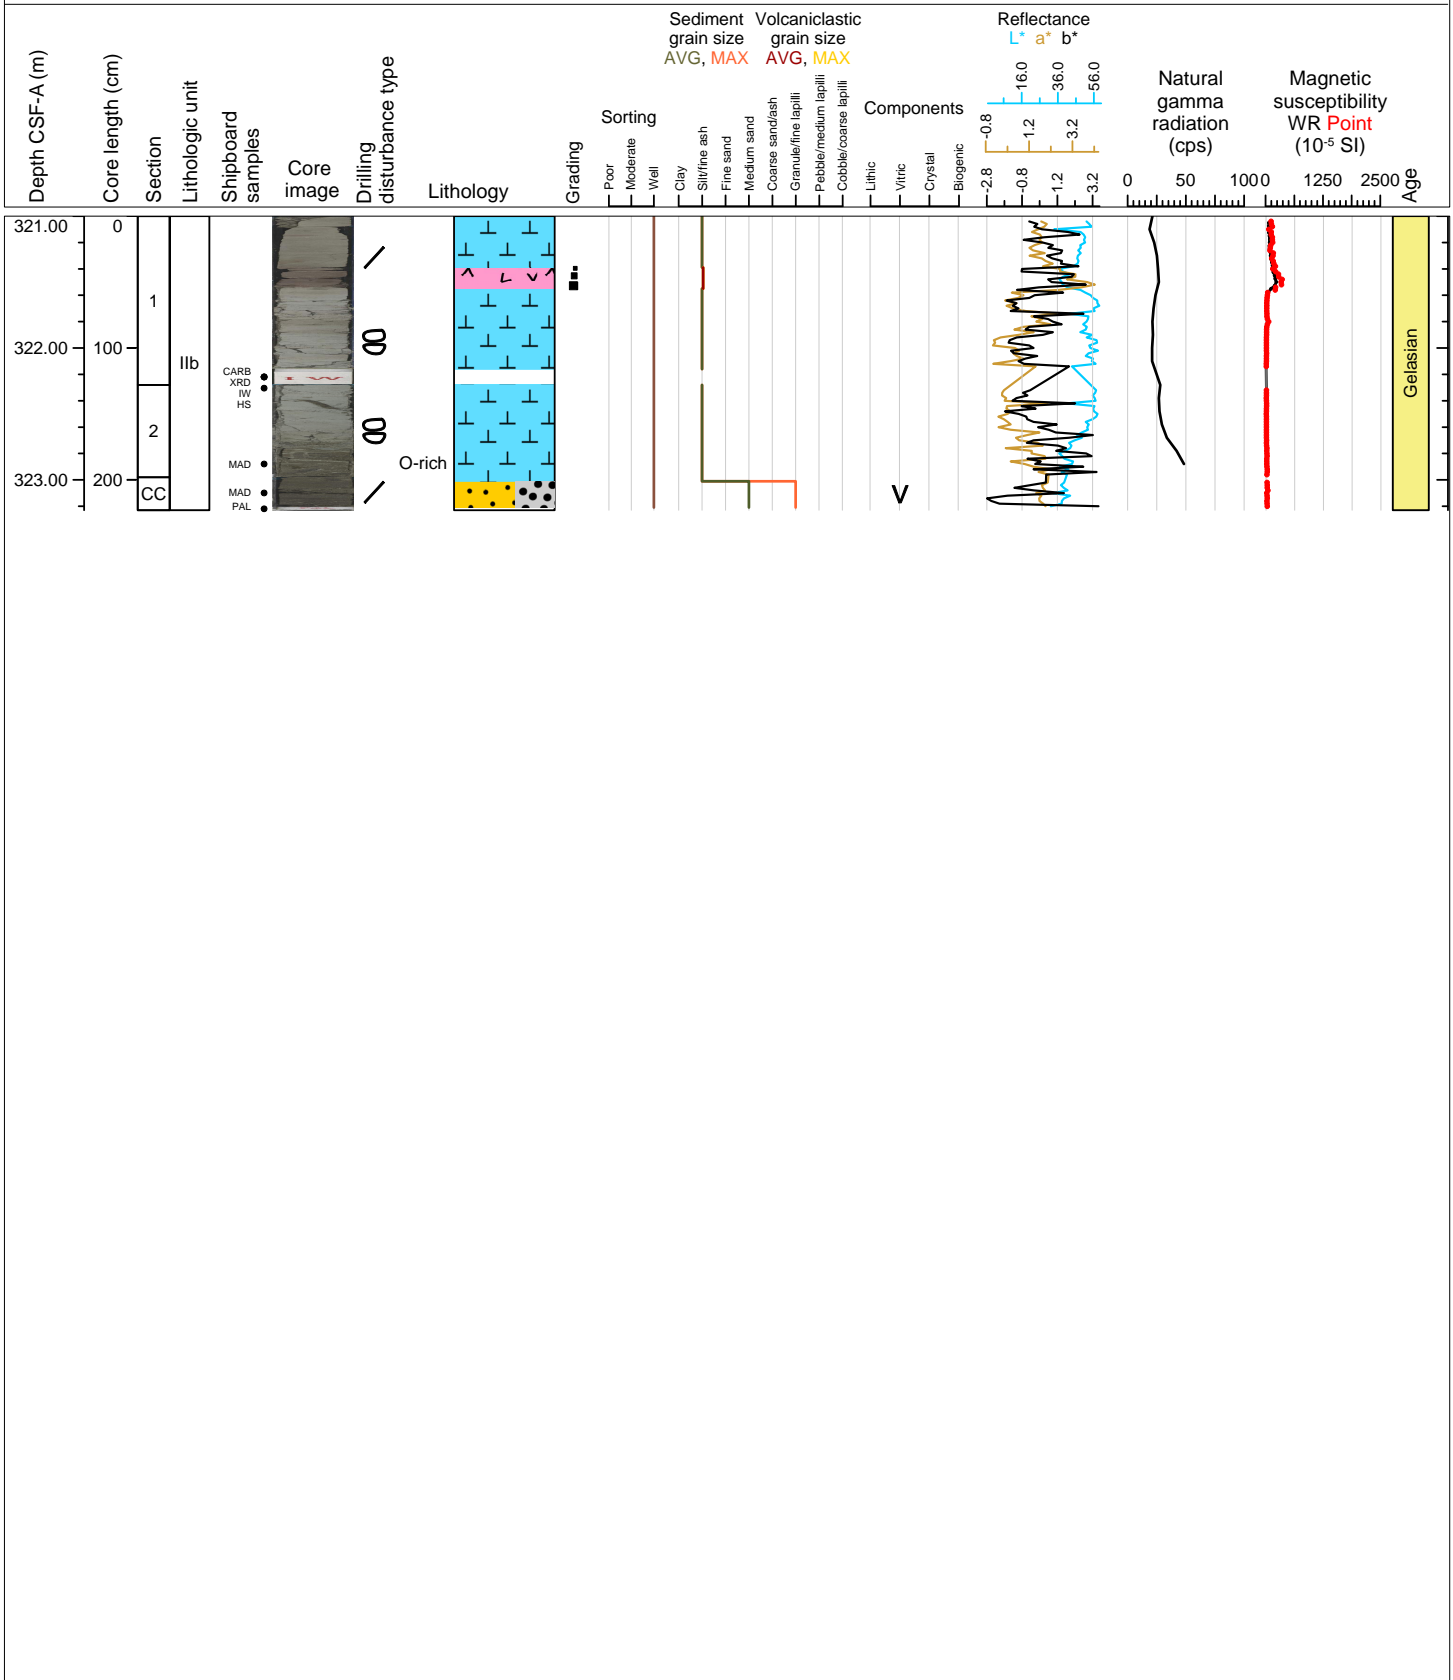 Depth CSF-A (m)
Core length (cm)
Section
Lithologic unit
Shipboard
samples
Core
image
Drilling
disturbance type
Lithology
Grading
Sorting
Poor
Moderate
Well
Sediment
grain size
AVG, MAX
Volcaniclastic
grain size
AVG, MAX
Clay
Silt/fine ash
Fine sand
Medium sand
Coarse sand/ash
Granule/fine lapilli
Pebble/medium lapilli
Cobble/coarse lapilli
Components
Lithic
Vitric
Crystal
Biogenic
Reflectance
L* a* b*
16.0 36.0 56.0
-0.8 1.2 3.2
-2.8 -0.8 1.2 3.2
Natural
gamma
radiation
(cps)
0 50 100
Magnetic
susceptibility
WR Point
(10⁻⁵ SI)
0 1250 2500
Age
321.00
322.00
323.00
0
100
200
1
2
CC
IIb
CARB
XRD
IW
HS
MAD
MAD
PAL
I W
O-rich
V
Gelasian